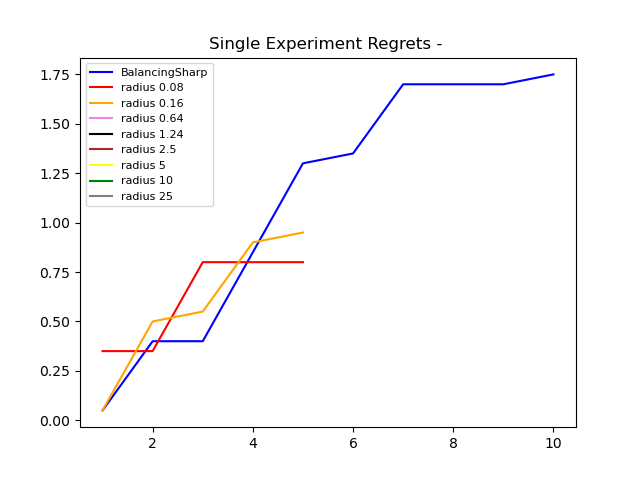 Single Experiment Regrets -
BalancingSharp
radius 0.08
radius 0.16
radius 0.64
radius 1.24
radius 2.5
radius 5
radius 10
radius 25
1.75
1.50
1.25
1.00
0.75
0.50
0.25
0.00
2 4 6 8 10